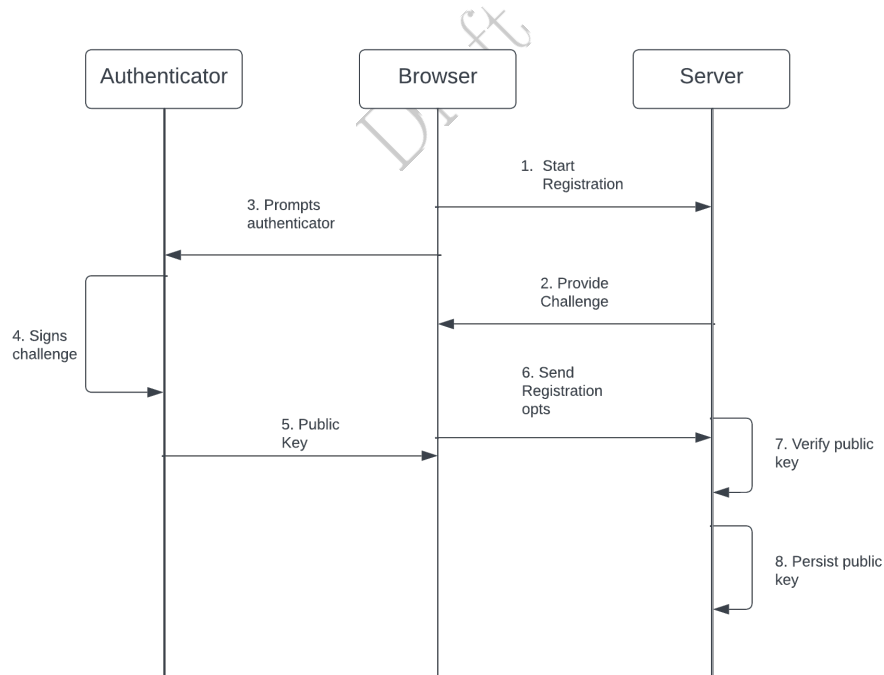 Draft
Authenticator
Browser
Server
1. Start
Registration
3. Prompts
authenticator
2. Provide
Challenge
4. Signs
challenge
6. Send
Registration
opts
5. Public
Key
7. Verify public
key
8. Persist public
key